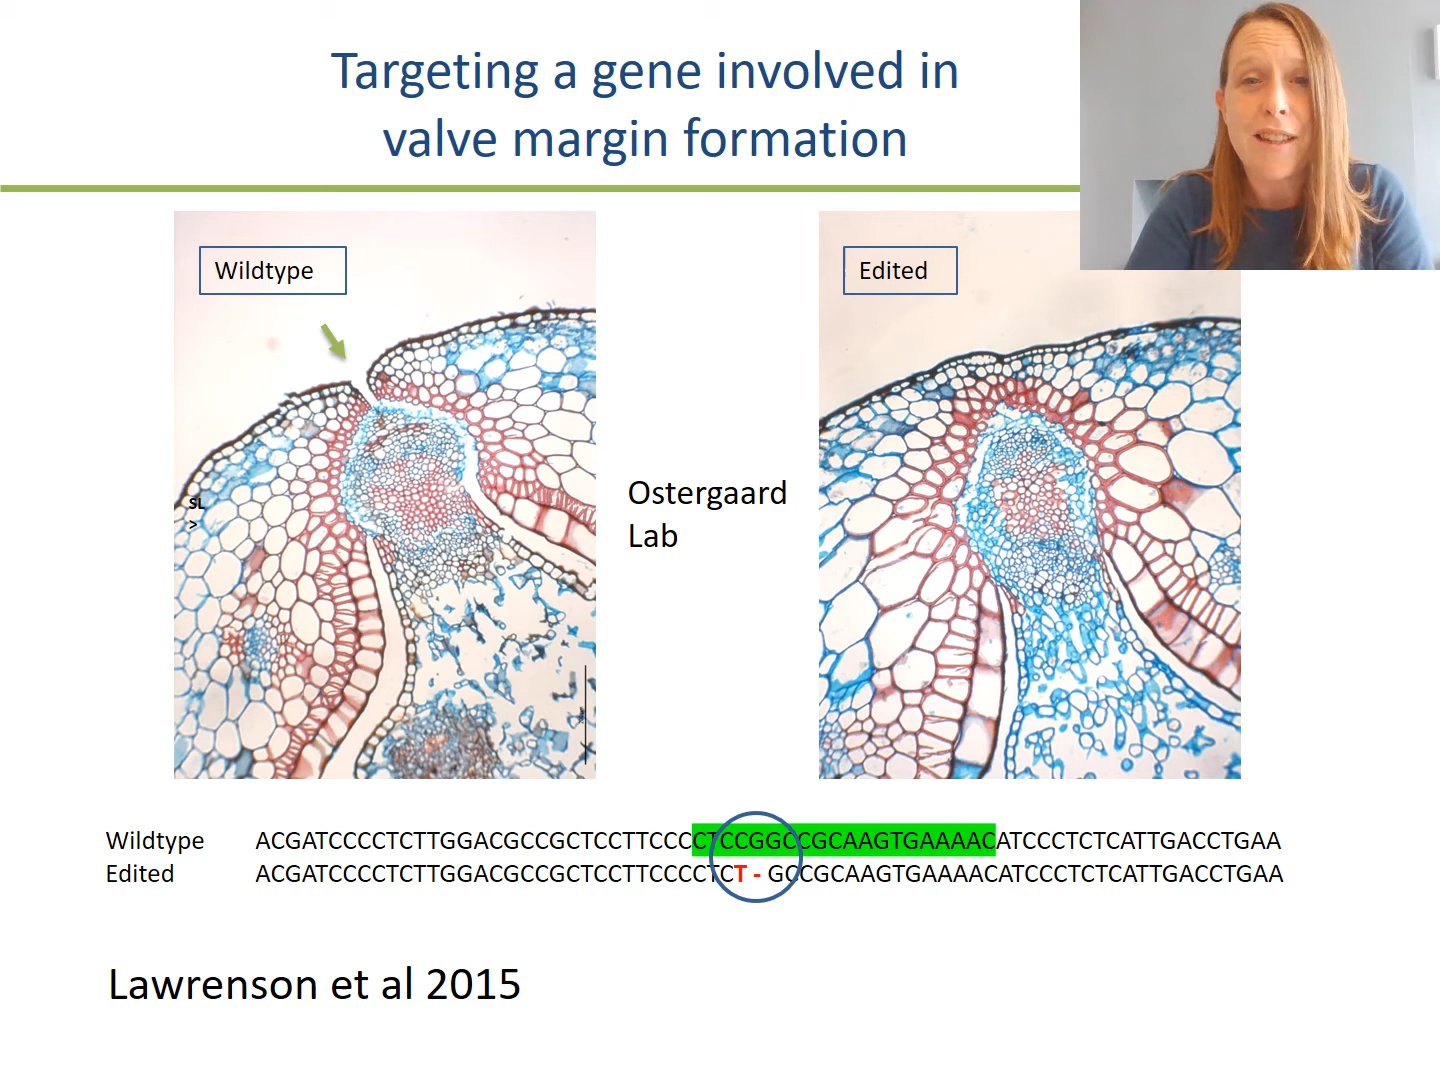 Targeting a gene involved in
valve margin formation
Wildtype
Edited
SL
>
Ostergaard
Lab
Wildtype ACGATCCCCTCTTGGACGCCGCTCCTTCCCCTCCGGCCGCAAGTGAAAACATCCCTCTCATTGACCTGAA
Edited ACGATCCCCTCTTGGACGCCGCTCCTTCCCCTCT - GCCGCAAGTGAAAACATCCCTCTCATTGACCTGAA
Lawrenson et al 2015